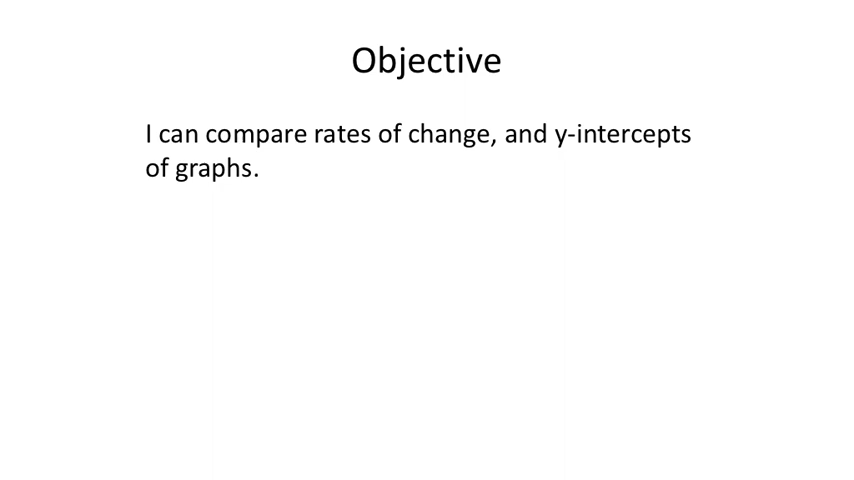 Objective
I can compare rates of change, and y-intercepts
of graphs.